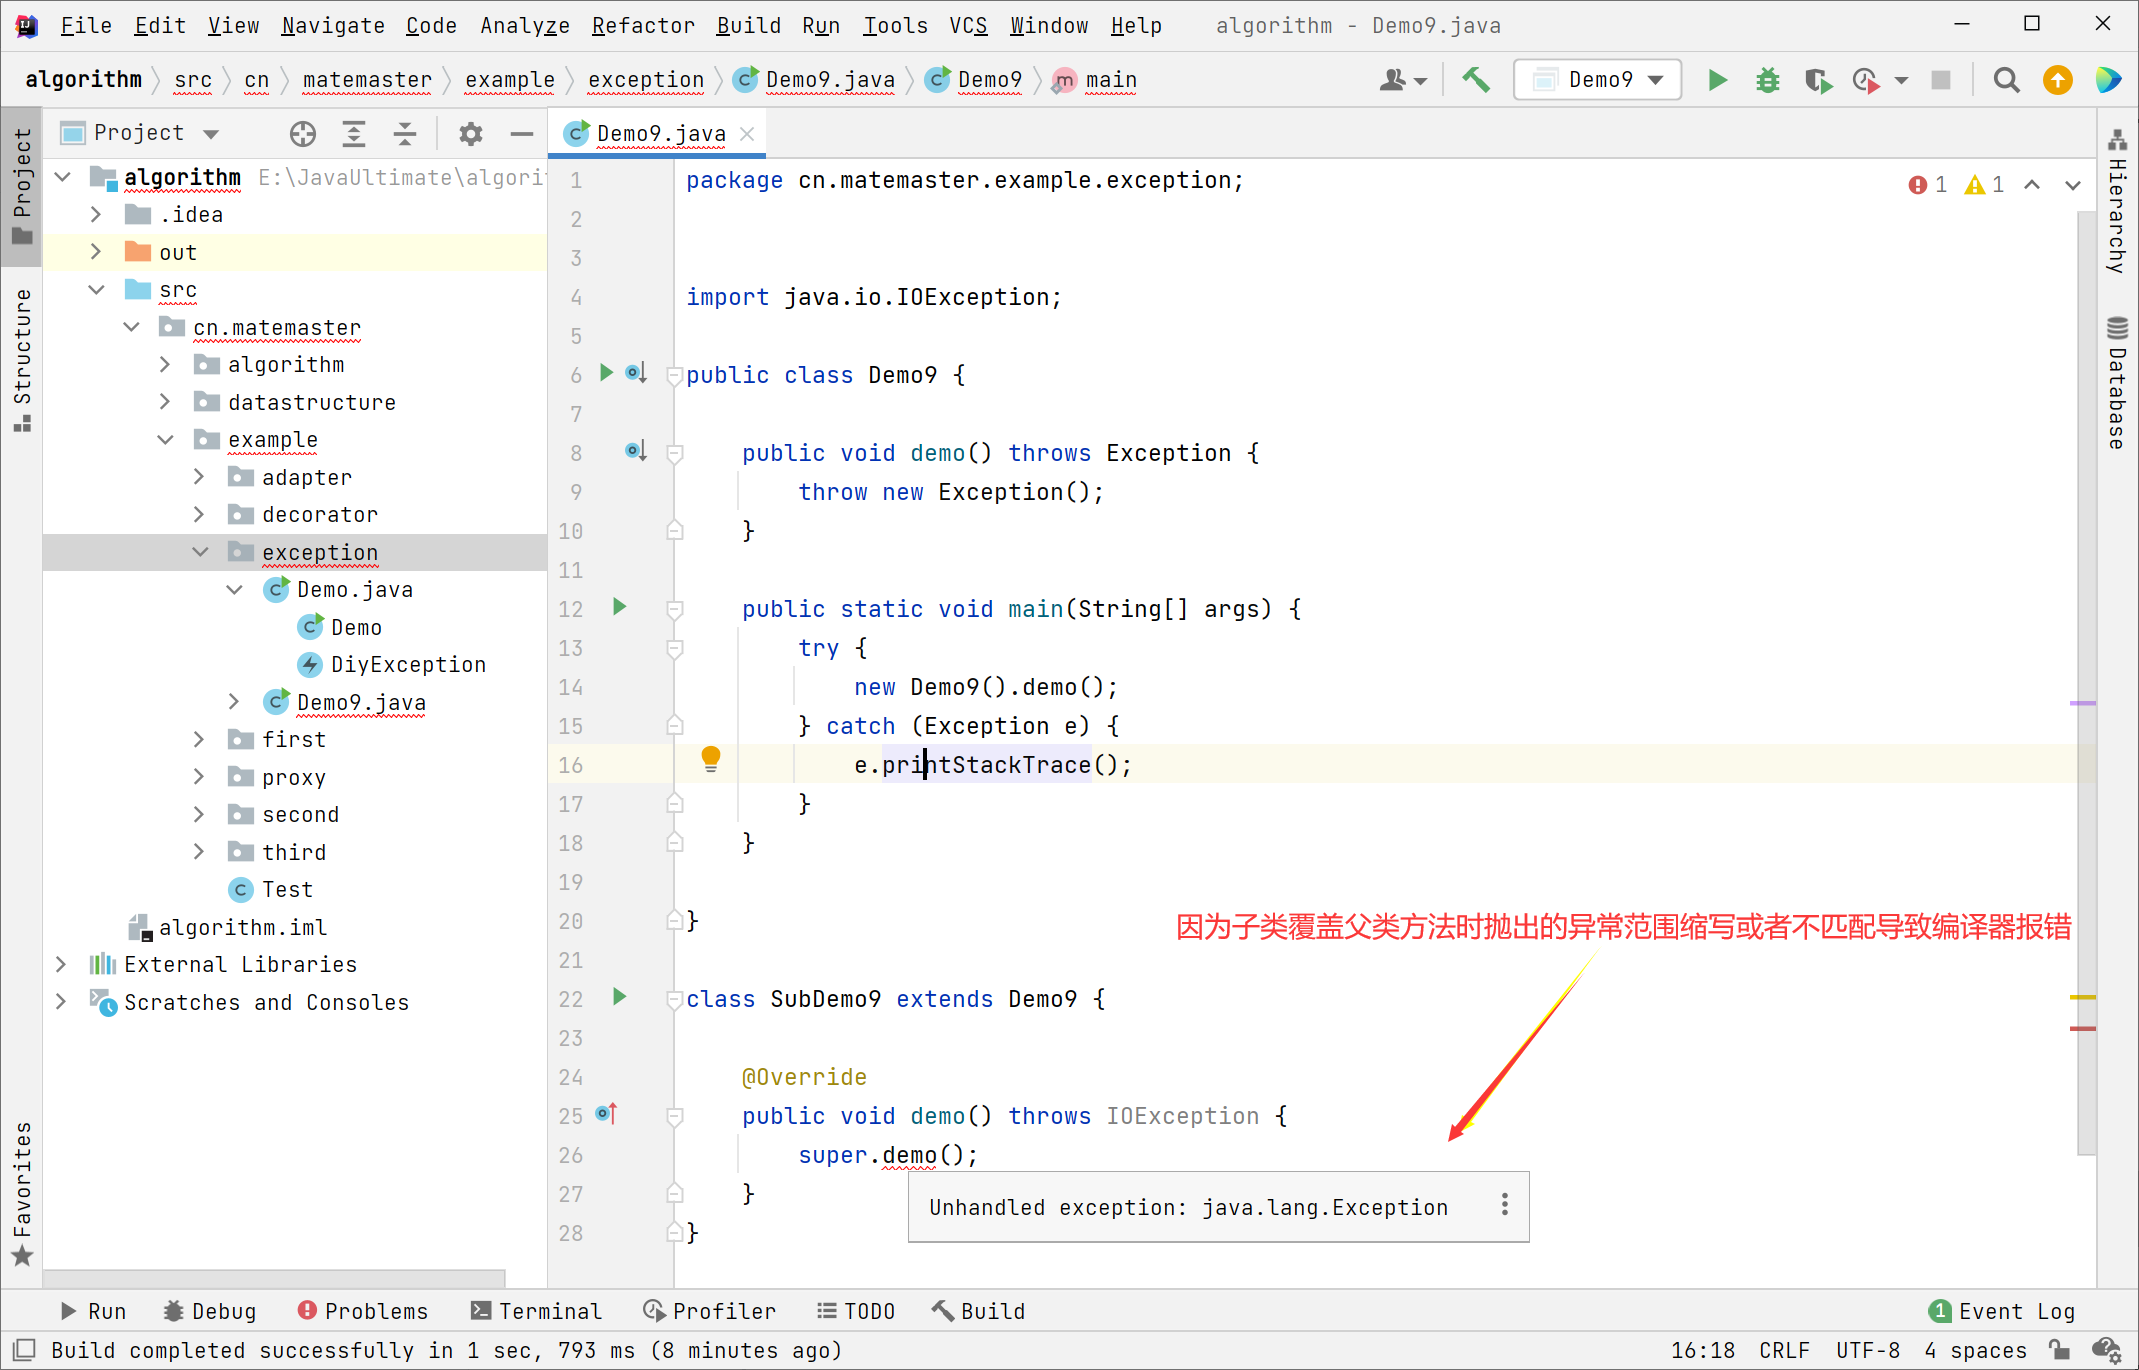 File Edit View Navigate Code Analyze Refactor Build Run Tools VCS Window Help algorithm - Demo9.java
algorithm src cn matemaster example exception Demo9.java Demo9 main Demo9
Project
Demo9.java
Project
Structure
Favorites
algorithm E:\JavaUltimate\algori
.idea
out
src
cn.matemaster
algorithm
datastructure
example
adapter
decorator
exception
Demo.java
Demo
DiyException
Demo9.java
first
proxy
second
third
Test
algorithm.iml
External Libraries
Scratches and Consoles
1 package cn.matemaster.example.exception;
2
3
4 import java.io.IOException;
5
6 public class Demo9 {
7
8 public void demo() throws Exception {
9 throw new Exception();
10 }
11
12 public static void main(String[] args) {
13 try {
14 new Demo9().demo();
15 } catch (Exception e) {
16 e.printStackTrace();
17 }
18 }
19
20 }
21
22 class SubDemo9 extends Demo9 {
23
24 @Override
25 public void demo() throws IOException {
26 super.demo();
27 }
28 }
1 1
因为子类覆盖父类方法时抛出的异常范围缩写或者不匹配导致编译器报错
Unhandled exception: java.lang.Exception
Hierarchy
Database
Run Debug Problems Terminal Profiler TODO Build 1 Event Log
Build completed successfully in 1 sec, 793 ms (8 minutes ago) 16:18 CRLF UTF-8 4 spaces